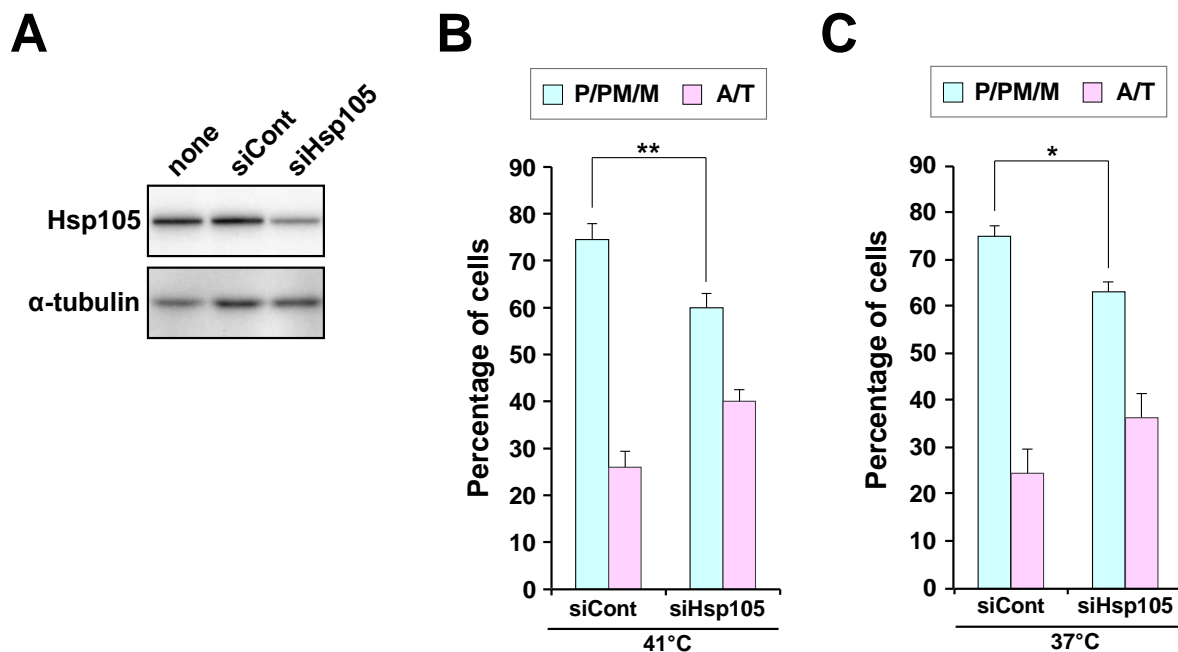 A
none siCont siHsp105
Hsp105
α-tubulin
B
P/PM/M A/T
**
Percentage of cells
90
80
70
60
50
40
30
20
10
0
siCont siHsp105
41°C
C
P/PM/M A/T
*
Percentage of cells
90
80
70
60
50
40
30
20
10
0
siCont siHsp105
37°C